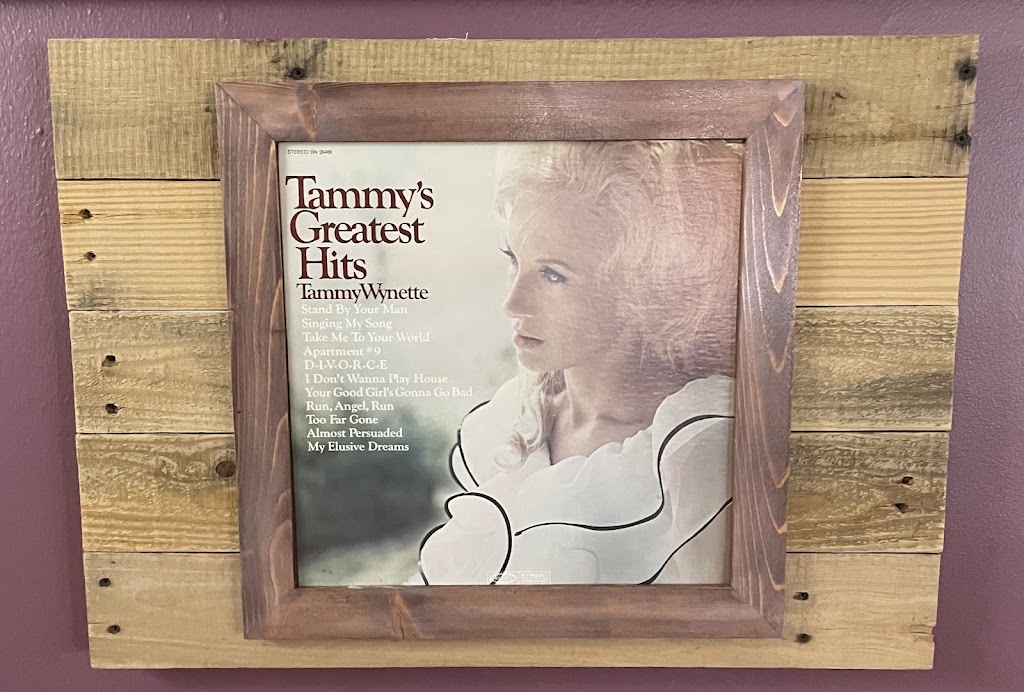 STEREO/BN 26486
Tammy's
Greatest
Hits
Tammy Wynette
Stand By Your Man
Singing My Song
Take Me To Your World
Apartment #9
D-I-V-O-R-C-E
I Don't Wanna Play House
Your Good Girl's Gonna Go Bad
Run, Angel, Run
Too Far Gone
Almost Persuaded
My Elusive Dreams